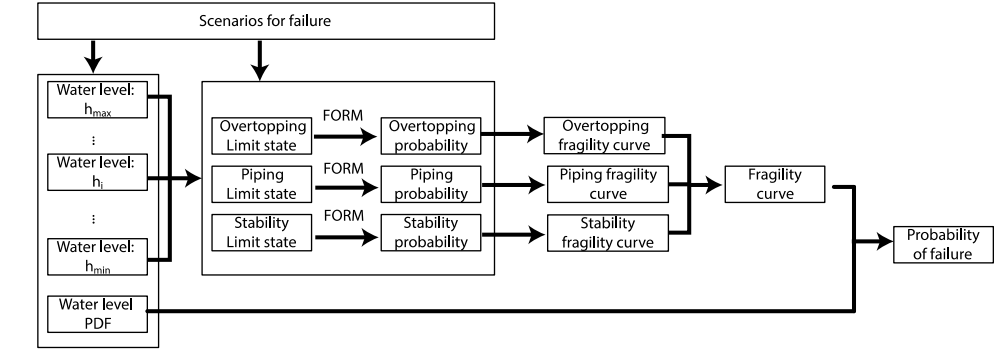 Scenarios for failure
Water level:
hmax
...
Water level:
hi
...
Water level:
hmin
Water level
PDF
Overtopping
Limit state
FORM
Overtopping
probability
Overtopping
fragility curve
Piping
Limit state
FORM
Piping
probability
Piping fragility
curve
Stability
Limit state
FORM
Stability
probability
Stability
fragility curve
Fragility
curve
Probability
of failure